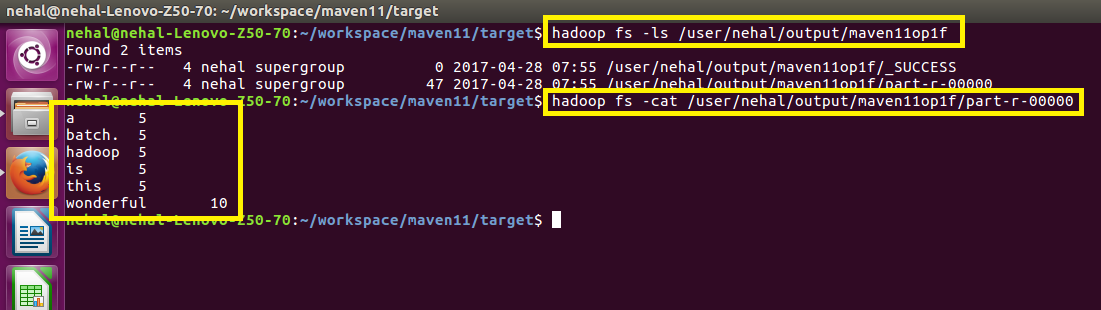 nehal@nehal-Lenovo-Z50-70: ~/workspace/maven11/target
nehal@nehal-Lenovo-Z50-70:~/workspace/maven11/target$ hadoop fs -ls /user/nehal/output/maven11op1f
Found 2 items
-rw-r--r--   4 nehal supergroup          0 2017-04-28 07:55 /user/nehal/output/maven11op1f/_SUCCESS
-rw-r--r--   4 nehal supergroup         47 2017-04-28 07:55 /user/nehal/output/maven11op1f/part-r-00000
nehal@nehal-Lenovo-Z50-70:~/workspace/maven11/target$ hadoop fs -cat /user/nehal/output/maven11op1f/part-r-00000
a	5
batch.	5
hadoop	5
is	5
this	5
wonderful	10
nehal@nehal-Lenovo-Z50-70:~/workspace/maven11/target$